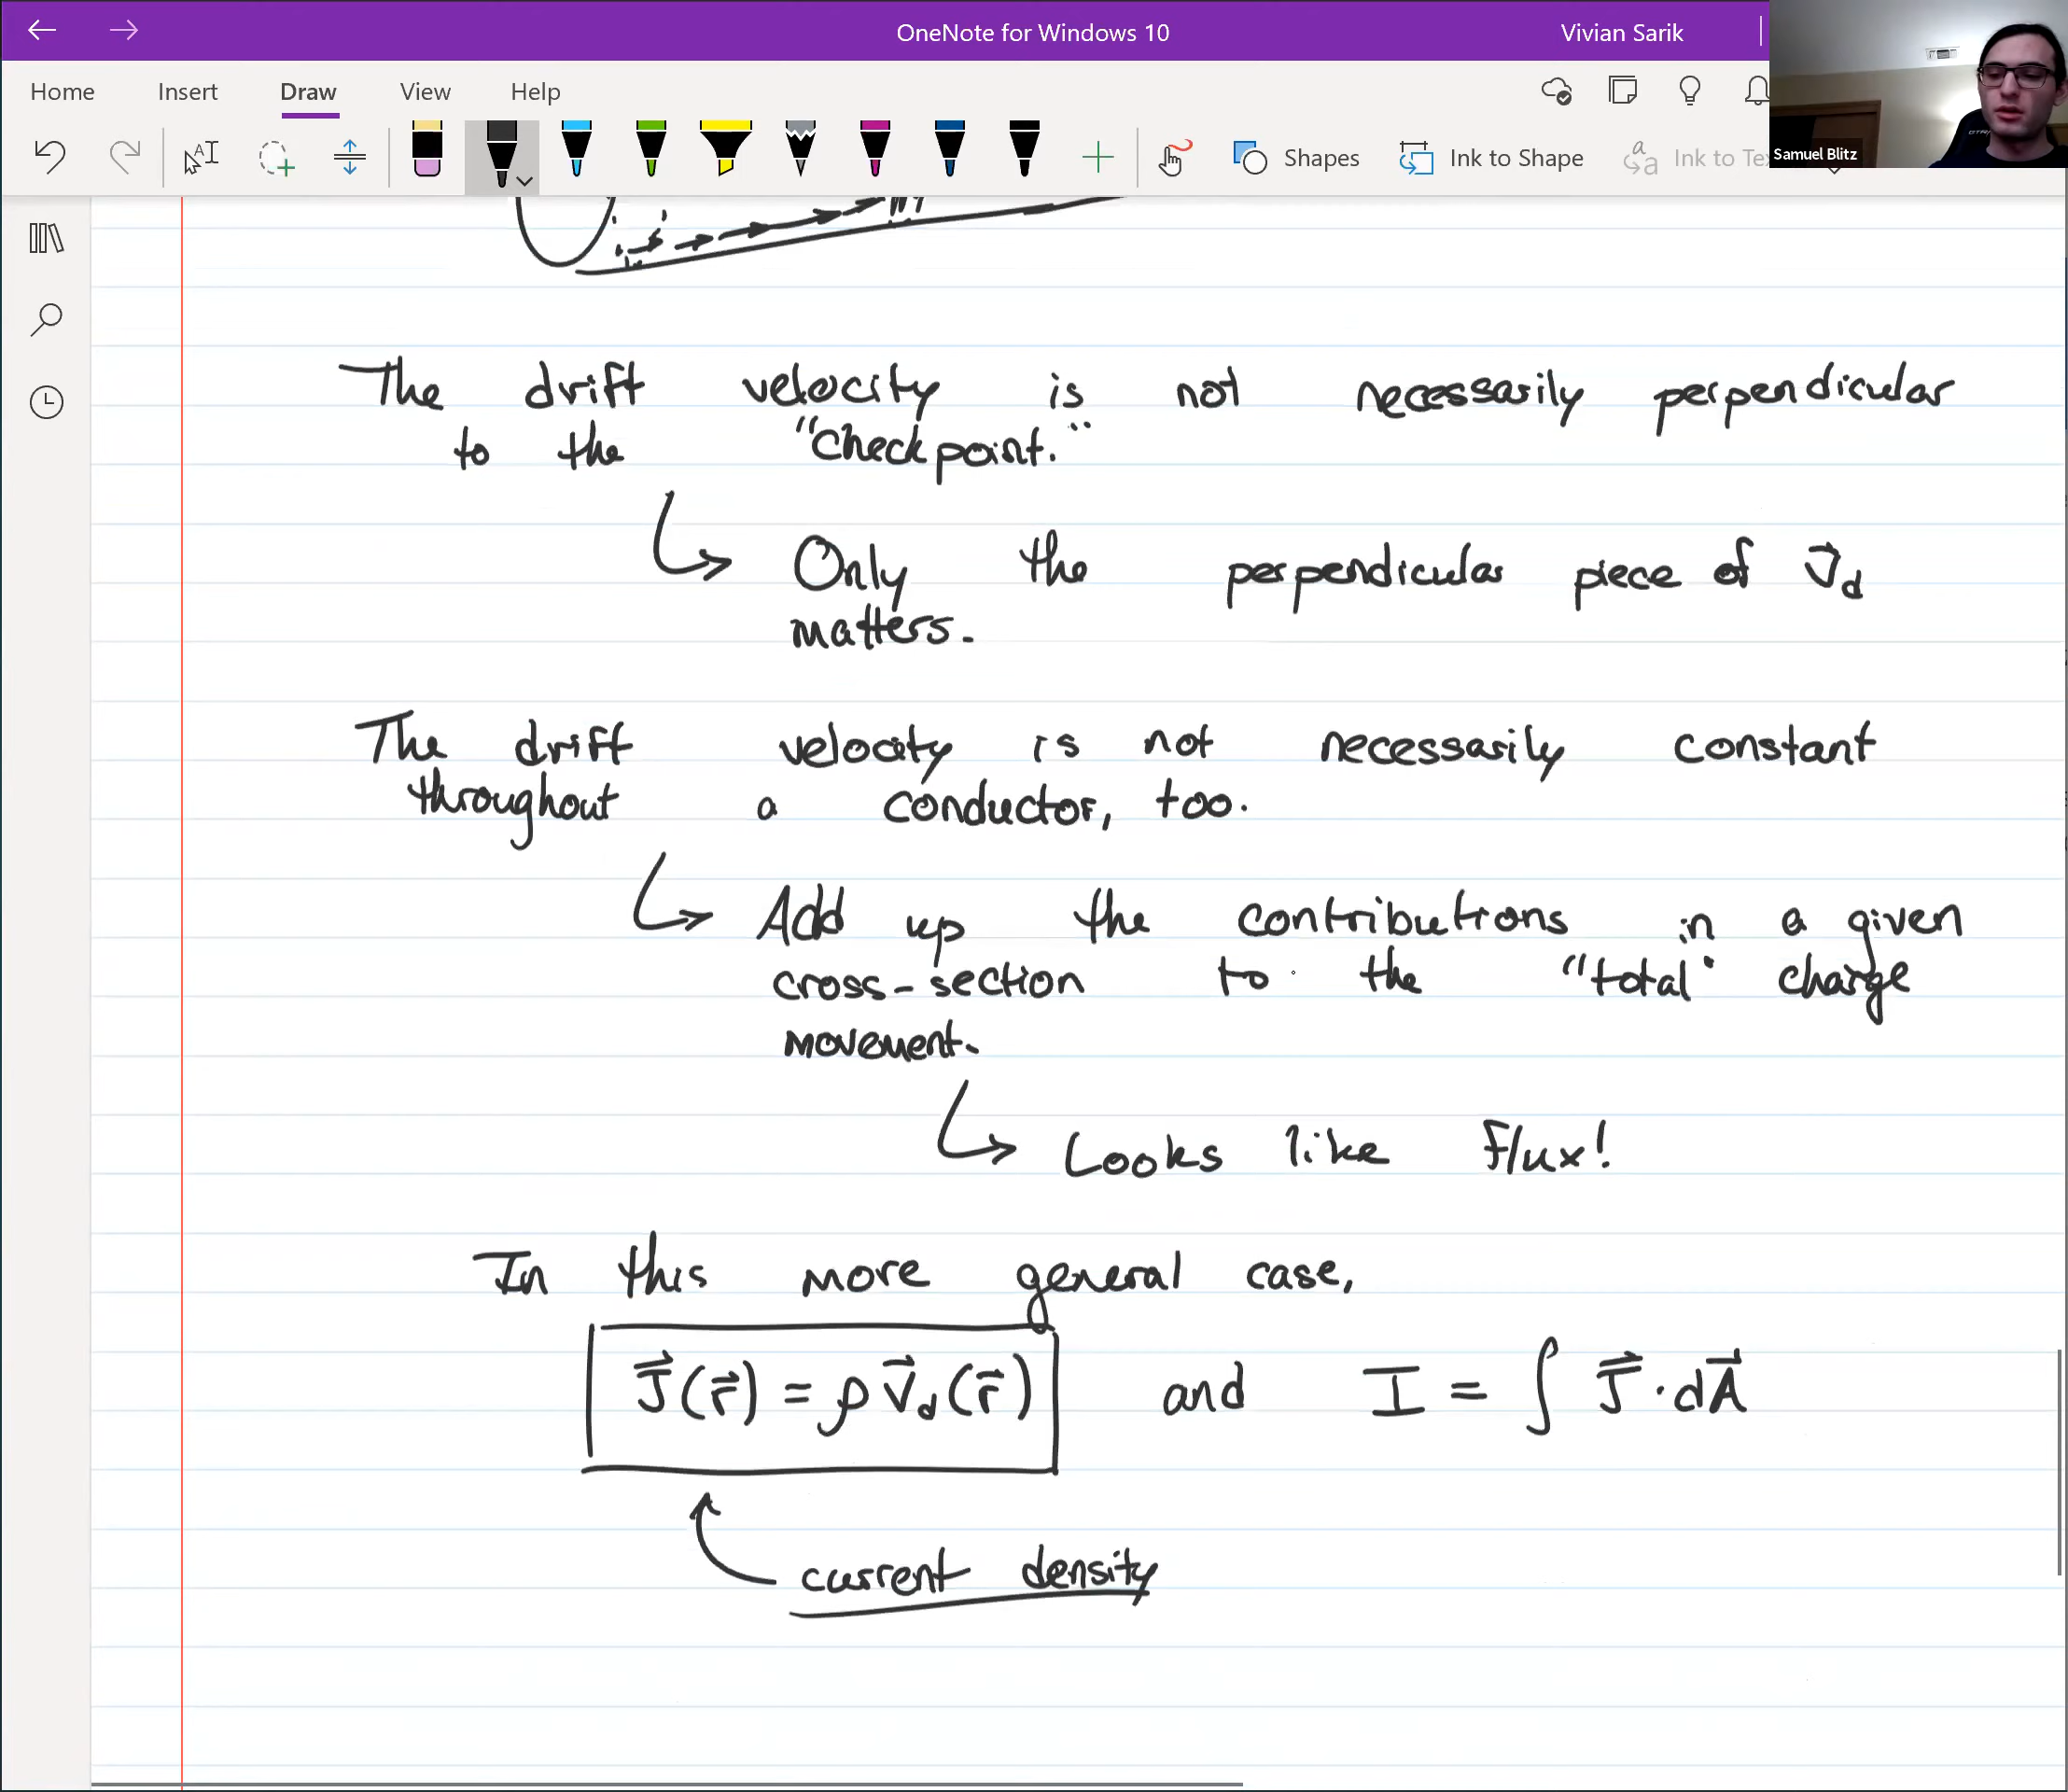 OneNote for Windows 10
Vivian Sarik
Home Insert Draw View Help
Shapes Ink to Shape Ink to Te
Samuel Blitz
The drift velocity is not necessarily perpendicular
to the "checkpoint."
Only the perpendicular piece of v⃗d
matters.
The drift velocity is not necessarily constant
throughout a conductor, too.
Add up the contributions in a given
cross-section to the "total" charge
movement.
Looks like flux!
In this more general case,
J⃗(r⃗) = ρ v⃗d(r⃗) and I = ∫ J⃗ · dA⃗
current density